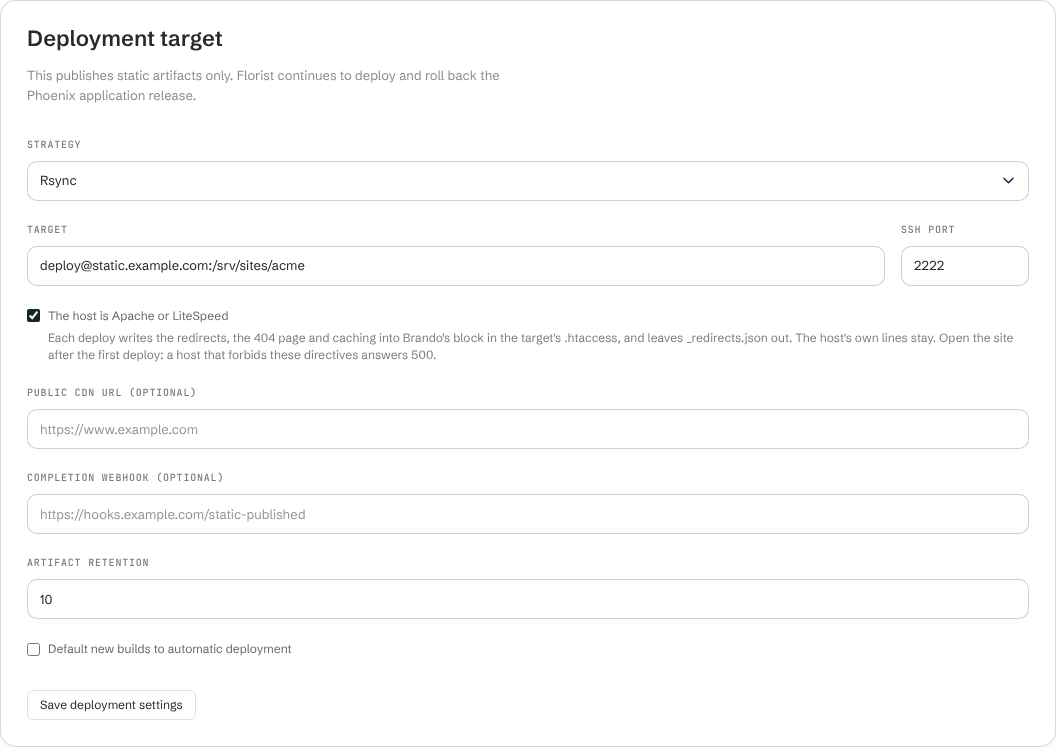 Deployment target
This publishes static artifacts only. Florist continues to deploy and roll back the
Phoenix application release.
STRATEGY
Rsync
TARGET
SSH PORT
deploy@static.example.com:/srv/sites/acme
2222
The host is Apache or LiteSpeed
Each deploy writes the redirects, the 404 page and caching into Brando's block in the target's .htaccess, and leaves _redirects.json out. The host's own lines stay. Open the site
after the first deploy: a host that forbids these directives answers 500.
PUBLIC CDN URL (OPTIONAL)
https://www.example.com
COMPLETION WEBHOOK (OPTIONAL)
https://hooks.example.com/static-published
ARTIFACT RETENTION
10
Default new builds to automatic deployment
Save deployment settings